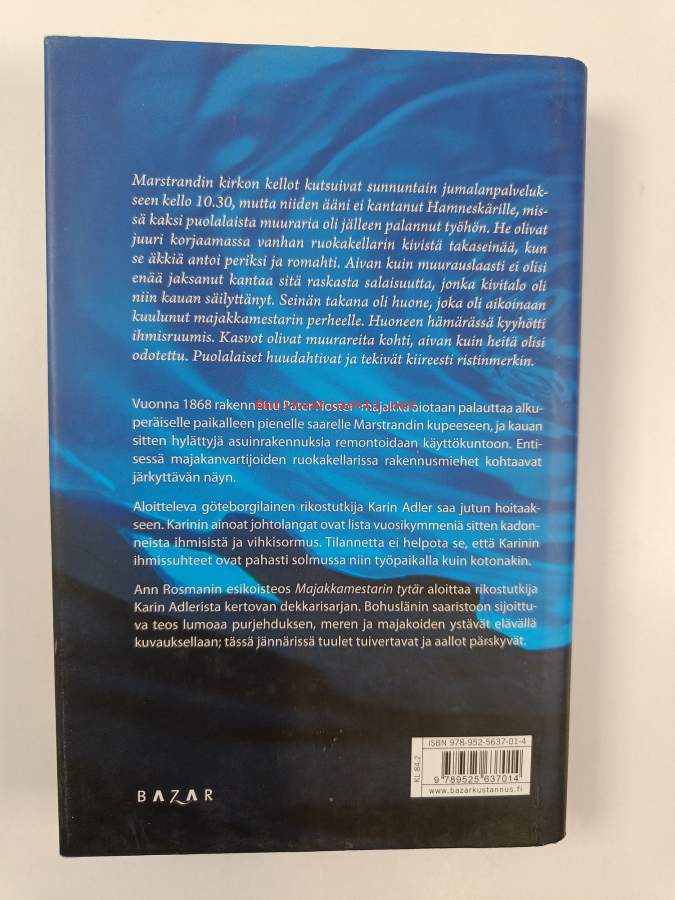 Marstrandin kirkon kellot kutsuivat sunnuntain jumalanpalveluk-
seen kello 10.30, mutta niiden ääni ei kantanut Hamneskärille, mis-
sä kaksi puolalaista muuraria oli jälleen palannut työhön. He olivat
juuri korjaamassa vanhan ruokakellarin kivistä takaseinää, kun
se äkkiä antoi periksi ja romahti. Aivan kuin muurauslaasti ei olisi
enää jaksanut kantaa sitä raskasta salaisuutta, jonka kivitalo oli
niin kauan säilyttänyt. Seinän takana oli huone, joka oli aikoinaan
kuulunut majakkamestarin perheelle. Huoneen hämärässä kyyhötti
ihmisruumis. Kasvot olivat muurareita kohti, aivan kuin heitä olisi
odotettu. Puolalaiset huudahtivat ja tekivät kiireesti ristinmerkin.
Vuonna 1868 rakennettu Pater Noster -majakka aiotaan palauttaa alku-
peräiselle paikalleen pienelle saarelle Marstrandin kupeeseen, ja kauan
sitten hylättyjä asuinrakennuksia remontoidaan käyttökuntoon. Enti-
sessä majakanvartijoiden ruokakellarissa rakennusmiehet kohtaavat
järkyttävän näyn.
Aloitteleva göteborgilainen rikostutkija Karin Adler saa jutun hoitaak-
seen. Karinin ainoat johtolangat ovat lista vuosikymmeniä sitten kadon-
neista ihmisistä ja vihkisormus. Tilannetta ei helpota se, että Karinin
ihmissuhteet ovat pahasti solmussa niin työpaikalla kuin kotonakin.
Ann Rosmanin esikoisteos Majakkamestarin tytär aloittaa rikostutkija
Karin Adlerista kertovan dekkarisarjan. Bohuslänin saaristoon sijoittu-
va teos lumoaa purjehduksen, meren ja majakoiden ystävät elävällä
kuvauksellaan; tässä jännärissä tuulet tuivertavat ja aallot pärskyvät.
ISBN 978-952-5637-01-4
KL 84.2
9 789525 637014
www.bazarkustannus.fi
BAZAR